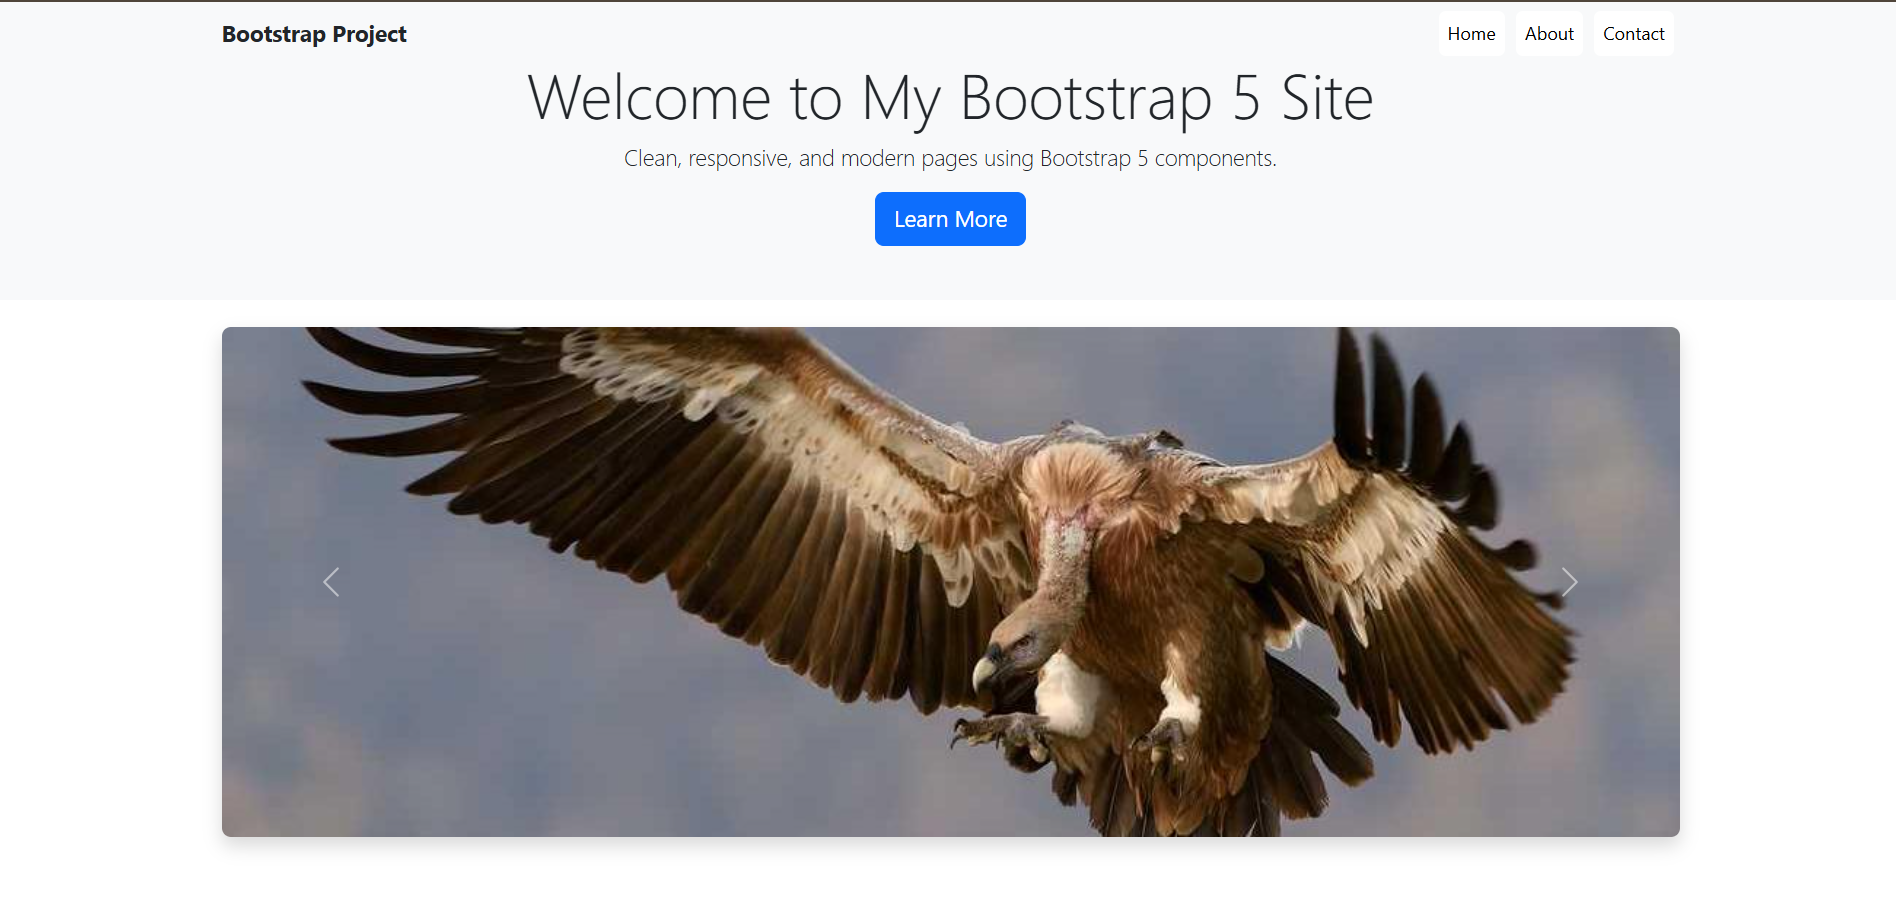 Bootstrap Project
Home About Contact
Welcome to My Bootstrap 5 Site
Clean, responsive, and modern pages using Bootstrap 5 components.
Learn More